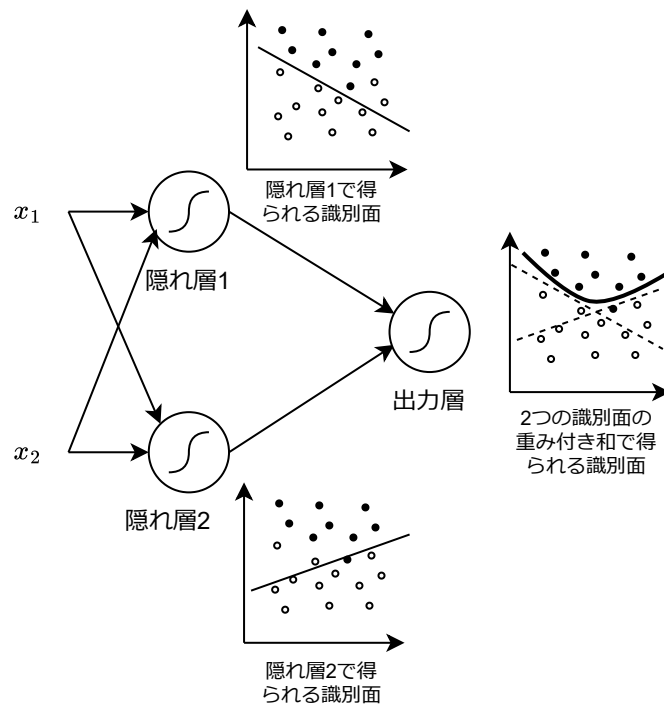 隠れ層1で得
られる識別面
x₁
隠れ層1
出力層
2つの識別面の
重み付き和で得
られる識別面
x₂
隠れ層2
隠れ層2で得
られる識別面